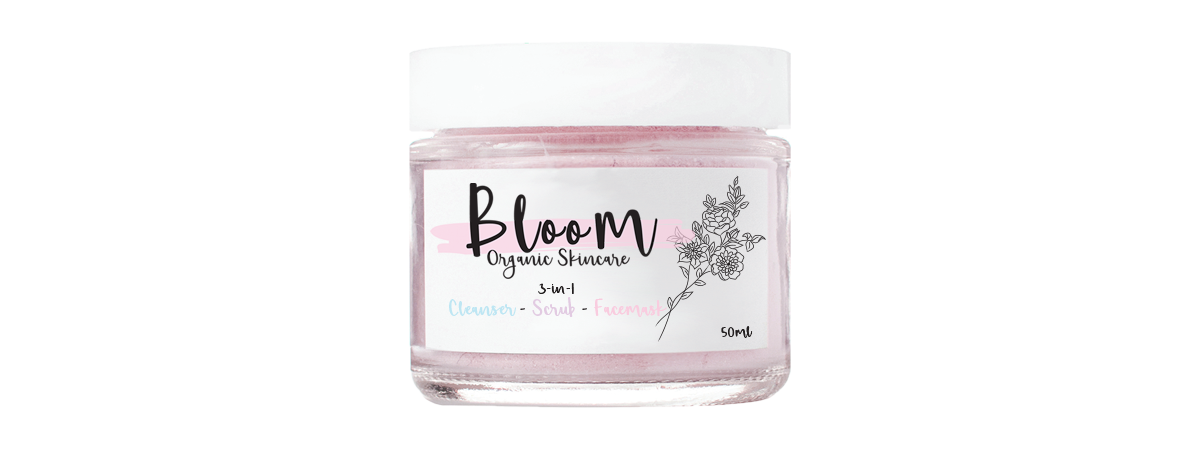 Bloom
Organic Skincare
3-in-1
Cleanser - Scrub - Facemask
50ml